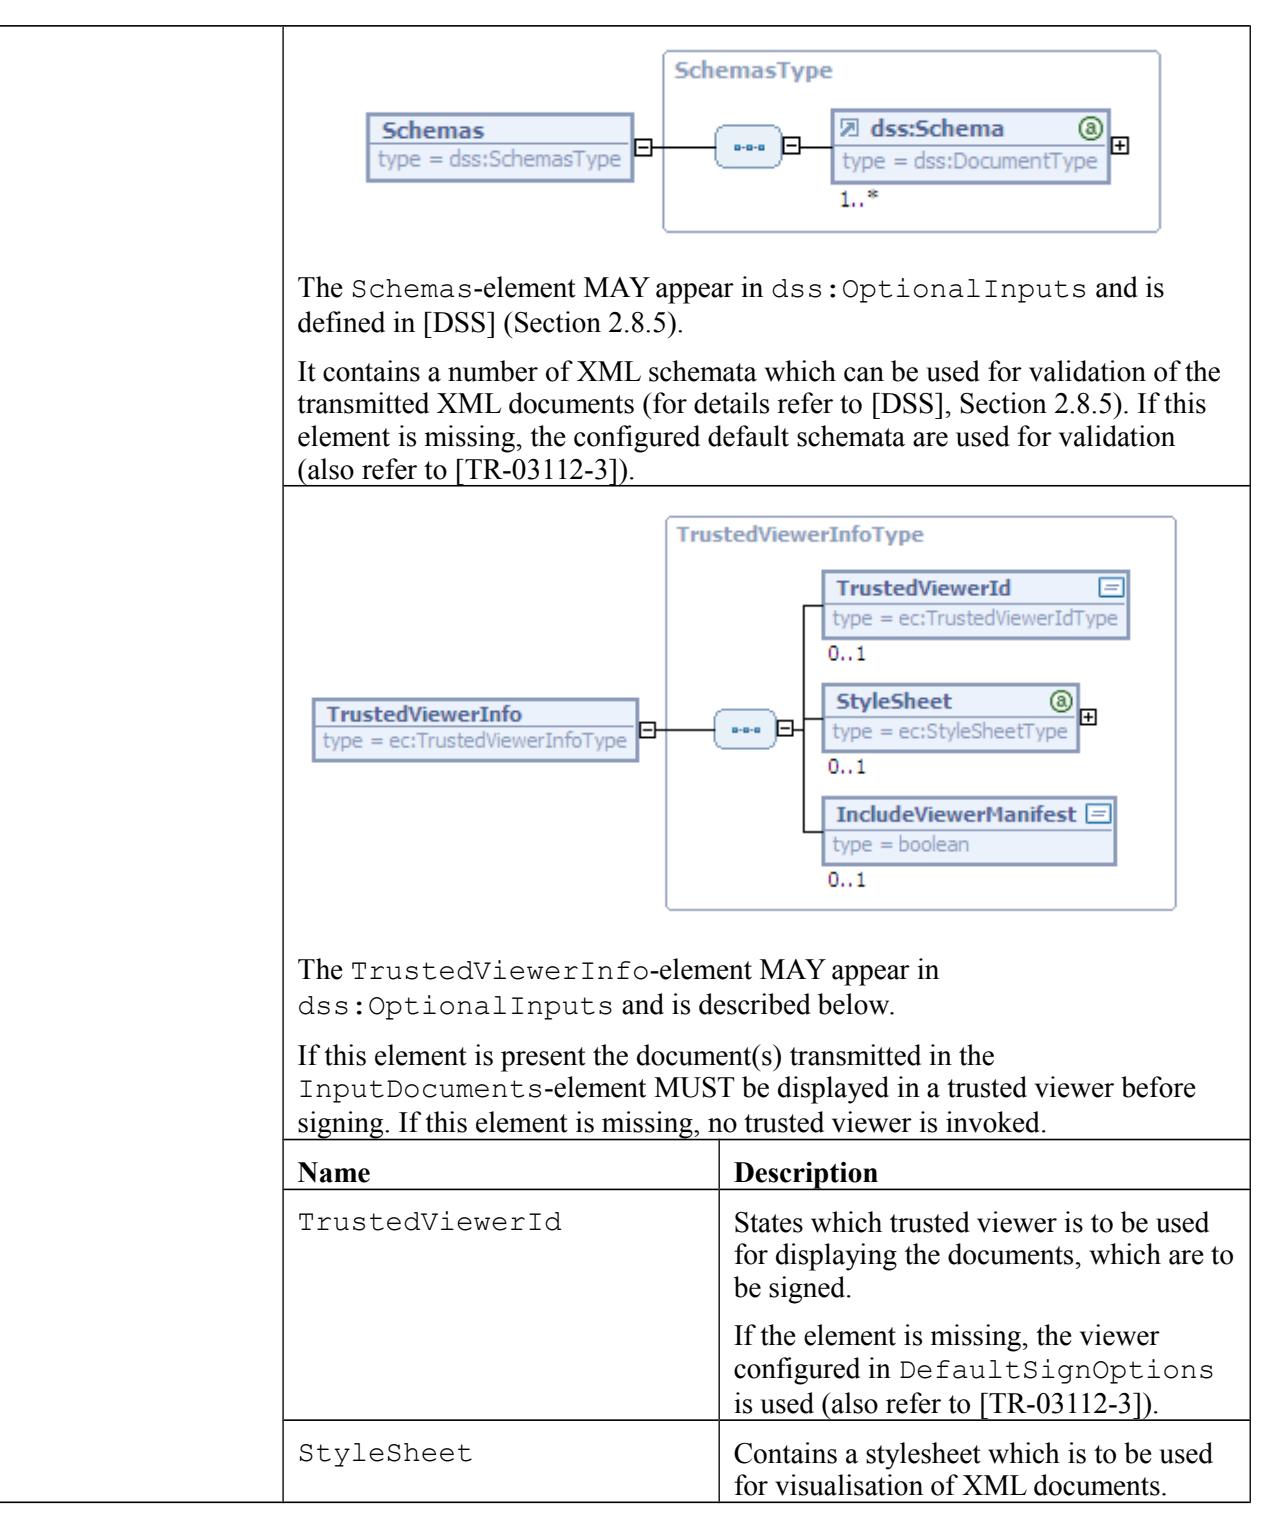 SchemasType
Schemas
type = dss:SchemasType
dss:Schema
type = dss:DocumentType
1..*
The Schemas-element MAY appear in dss:OptionalInputs and is
defined in [DSS] (Section 2.8.5).
It contains a number of XML schemata which can be used for validation of the
transmitted XML documents (for details refer to [DSS], Section 2.8.5). If this
element is missing, the configured default schemata are used for validation
(also refer to [TR-03112-3]).
TrustedViewerInfoType
TrustedViewerId
type = ec:TrustedViewerIdType
0..1
StyleSheet
type = ec:StyleSheetType
0..1
TrustedViewerInfo
type = ec:TrustedViewerInfoType
IncludeViewerManifest
type = boolean
0..1
The TrustedViewerInfo-element MAY appear in
dss:OptionalInputs and is described below.
If this element is present the document(s) transmitted in the
InputDocuments-element MUST be displayed in a trusted viewer before
signing. If this element is missing, no trusted viewer is invoked.
Name
Description
TrustedViewerId
States which trusted viewer is to be used
for displaying the documents, which are to
be signed.
If the element is missing, the viewer
configured in DefaultSignOptions
is used (also refer to [TR-03112-3]).
StyleSheet
Contains a stylesheet which is to be used
for visualisation of XML documents.